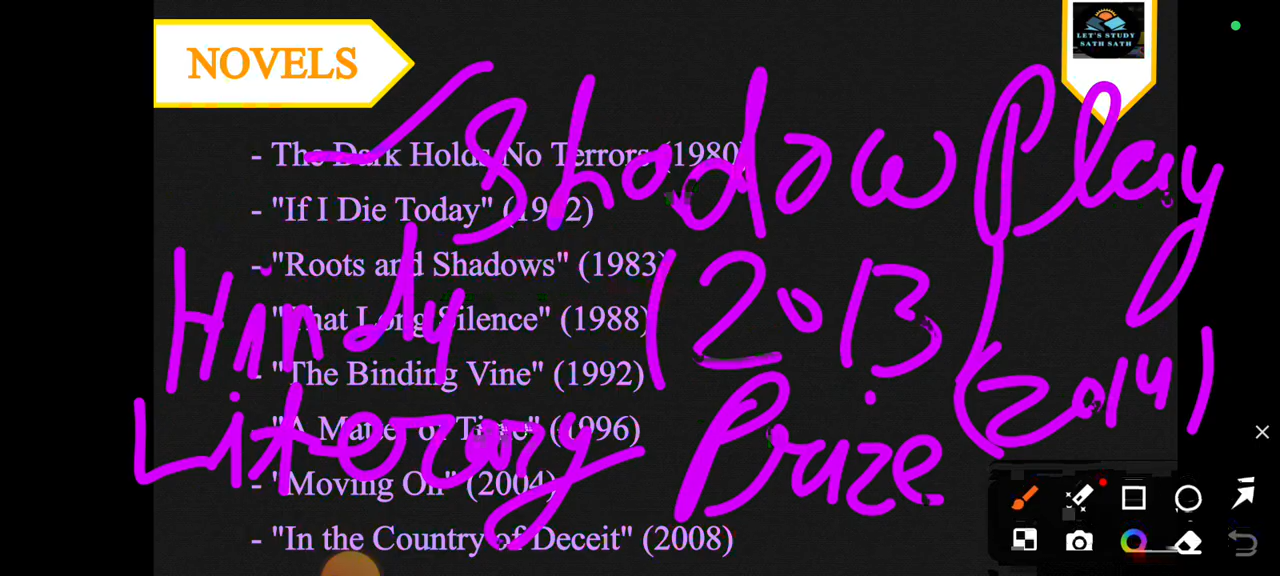 NOVELS
LET'S STUDY
SATH SATH
- The Dark Holds No Terrors (1980)
Shadow Play
- "If I Die Today" (1982)
- "Roots and Shadows" (1983)
Hindy (2013
- "That Long Silence" (1988)
- "The Binding Vine" (1992)
(2014)
Literary Prize
- "A Matter of Time" (1996)
- "Moving On" (2004)
- "In the Country of Deceit" (2008)